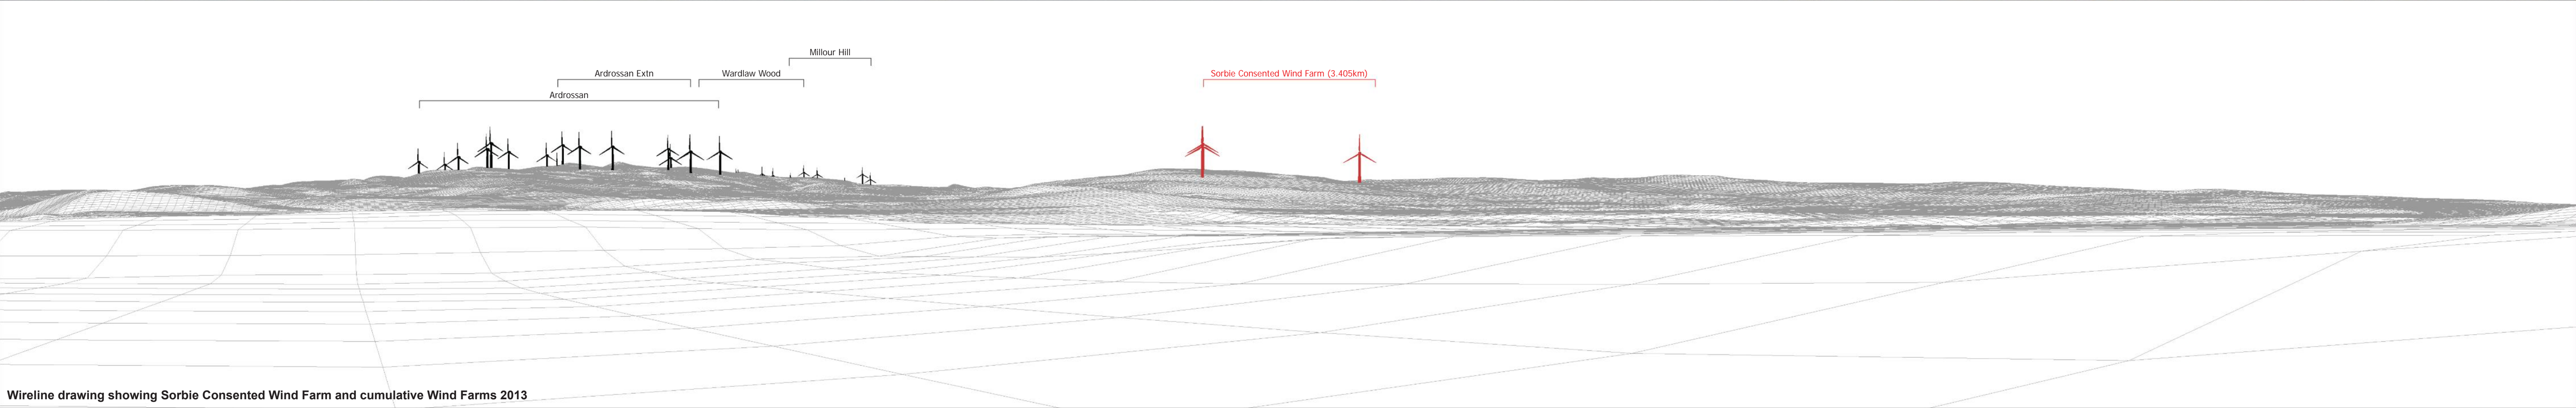 Millour Hill
Ardrossan Extn
Wardlaw Wood
Sorbie Consented Wind Farm (3.405km)
Ardrossan
Wireline drawing showing Sorbie Consented Wind Farm and cumulative Wind Farms 2013